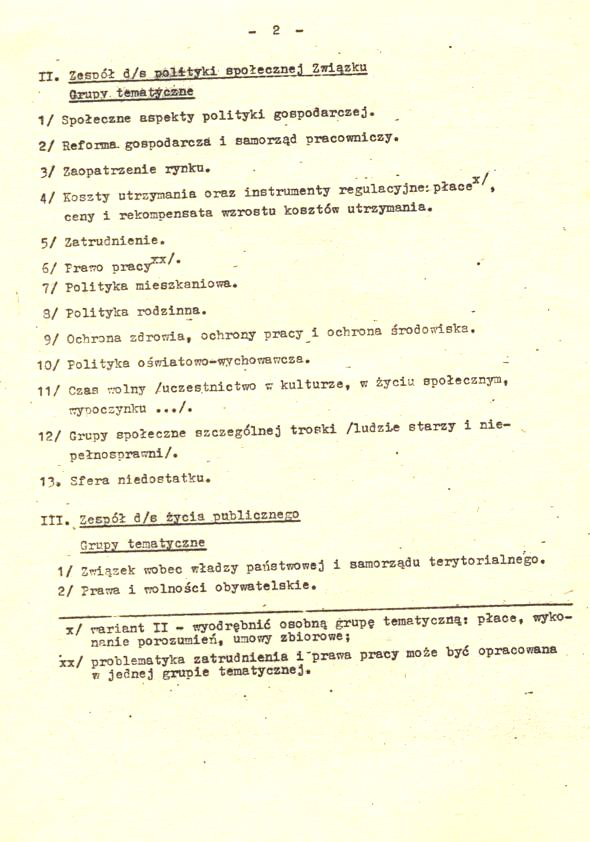 - 2 -
II. Zespół d/s polityki społecznej Związku
Grupy tematyczne
1/ Społeczne aspekty polityki gospodarczej.
2/ Reforma gospodarcza i samorząd pracowniczy.
3/ Zaopatrzenie rynku.
4/ Koszty utrzymania oraz instrumenty regulacyjne: płace x/,
ceny i rekompensata wzrostu kosztów utrzymania.
5/ Zatrudnienie.
6/ Prawo pracy xx/.
7/ Polityka mieszkaniowa.
8/ Polityka rodzinna.
9/ Ochrona zdrowia, ochrony pracy i ochrona środowiska.
10/ Polityka oświatowo-wychowawcza.
11/ Czas wolny /uczestnictwo w kulturze, w życiu społecznym,
wypoczynku .../.
12/ Grupy społeczne szczególnej troski /ludzie starzy i nie-
pełnosprawni/.
13. Sfera niedostatku.
III. Zespół d/s życia publicznego
Grupy tematyczne
1/ Związek wobec władzy państwowej i samorządu terytorialnego.
2/ Prawa i wolności obywatelskie.
x/ wariant II - wyodrębnić osobną grupę tematyczną: płace, wyko-
nanie porozumień, umowy zbiorowe;
xx/ problematyka zatrudnienia i prawa pracy może być opracowana
w jednej grupie tematycznej.